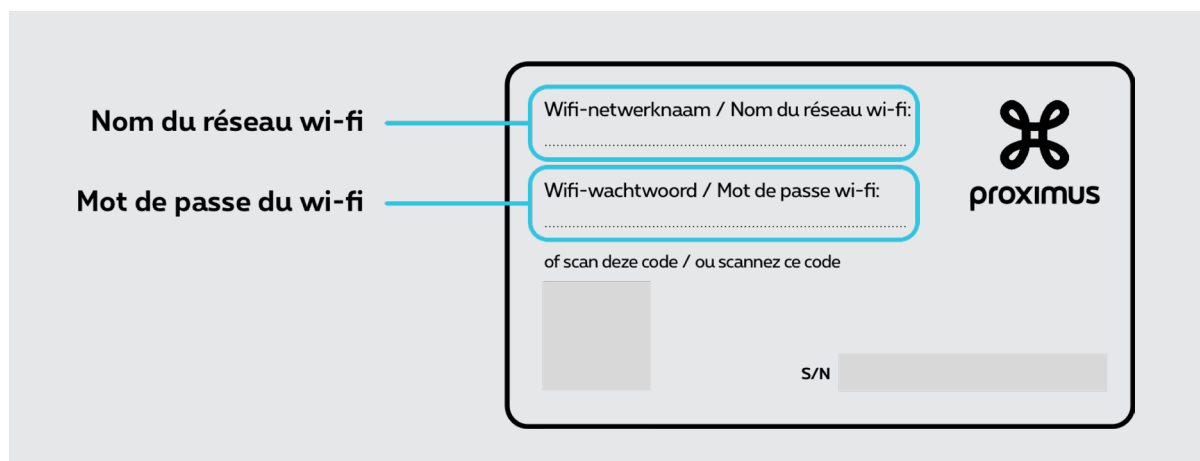 Nom du réseau wi-fi
Mot de passe du wi-fi
Wifi-netwerknaam / Nom du réseau wi-fi:
Wifi-wachtwoord / Mot de passe wi-fi:
of scan deze code / ou scannez ce code
S/N
proximus